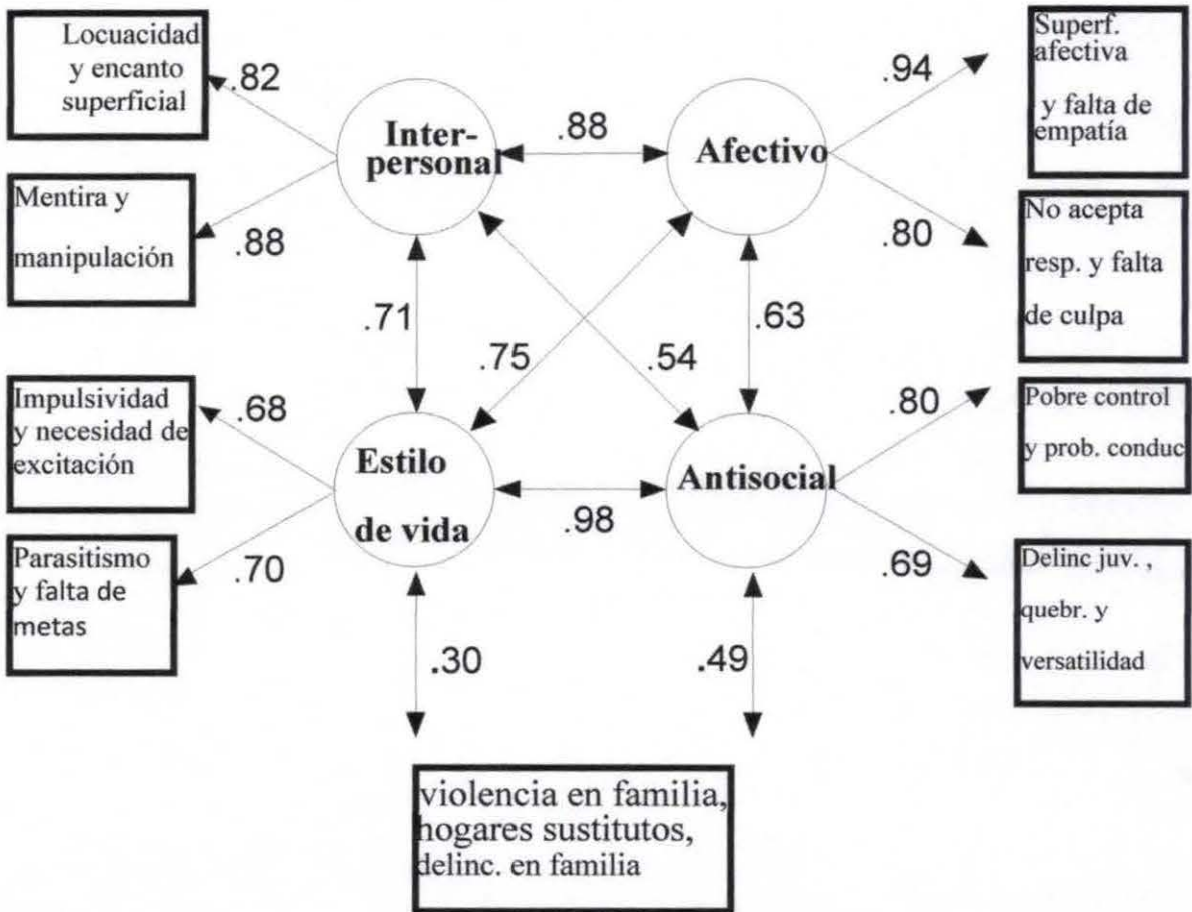 Locuacidad
y encanto
superficial
.82
Mentira y
manipulación
.88
Inter-
personal
.88
Afectivo
.94
Superf.
afectiva
y falta de
empatía
.80
No acepta
resp. y falta
de culpa
.71
.75
.54
.63
Impulsividad
y necesidad de
excitación
.68
Parasitismo
y falta de
metas
.70
Estilo
de vida
.98
Antisocial
.80
Pobre control
y prob. conduc
.69
Delinc juv. ,
quebr. y
versatilidad
.30
.49
violencia en familia,
hogares sustitutos,
delinc. en familia